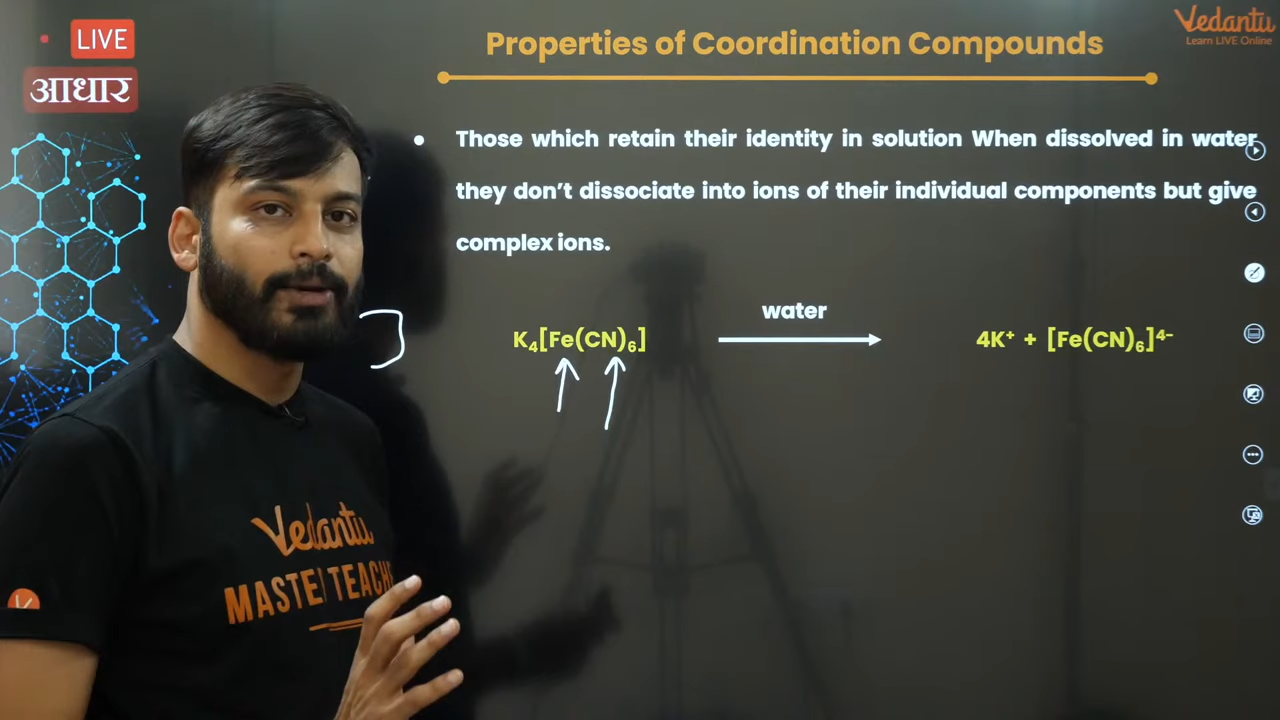 LIVE
आधार
Vedantu
Learn LIVE Online
Properties of Coordination Compounds
• Those which retain their identity in solution When dissolved in water
they don’t dissociate into ions of their individual components but give
complex ions.
water
K₄[Fe(CN)₆] → 4K⁺ + [Fe(CN)₆]⁴⁻
Vedantu
MASTER TEACHE